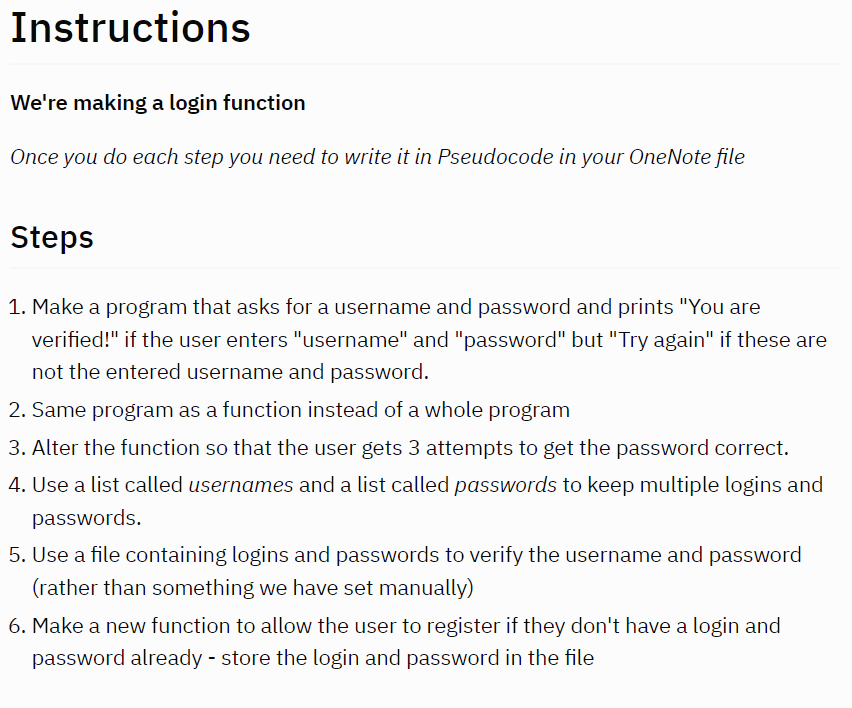 Instructions
We're making a login function
Once you do each step you need to write it in Pseudocode in your OneNote file
Steps
1. Make a program that asks for a username and password and prints "You are
verified!" if the user enters "username" and "password" but "Try again" if these are
not the entered username and password.
2. Same program as a function instead of a whole program
3. Alter the function so that the user gets 3 attempts to get the password correct.
4. Use a list called usernames and a list called passwords to keep multiple logins and
passwords.
5. Use a file containing logins and passwords to verify the username and password
(rather than something we have set manually)
6. Make a new function to allow the user to register if they don't have a login and
password already - store the login and password in the file